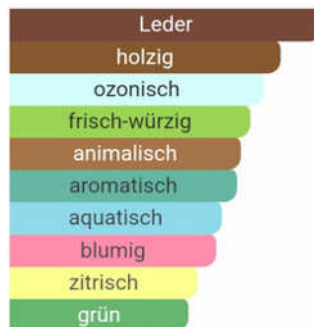 Leder
holzig
ozonisch
frisch-würzig
animalisch
aromatisch
aquatisch
blumig
zitrisch
grün